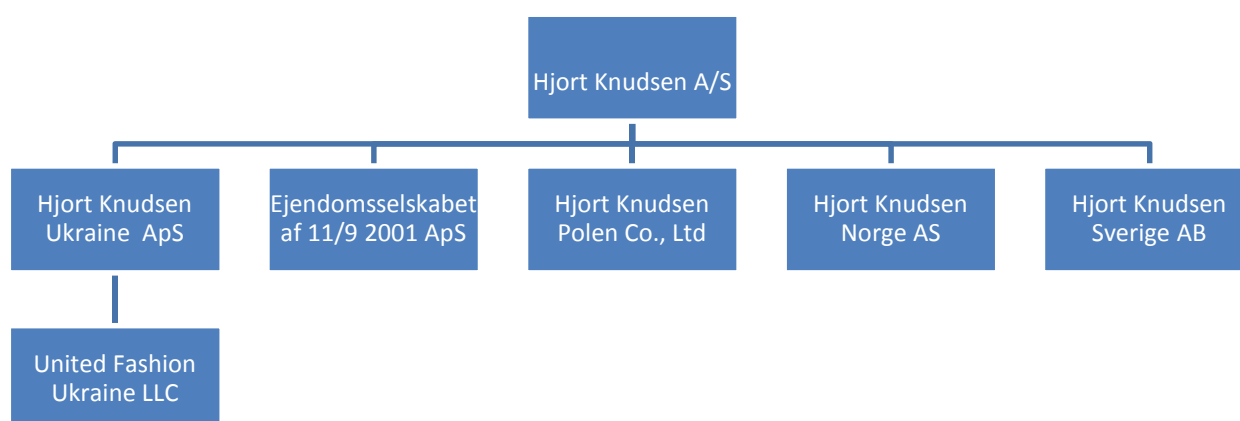 Hjort Knudsen A/S
Hjort Knudsen
Ukraine ApS
Ejendomsselskabet
af 11/9 2001 ApS
Hjort Knudsen
Polen Co., Ltd
Hjort Knudsen
Norge AS
Hjort Knudsen
Sverige AB
United Fashion
Ukraine LLC